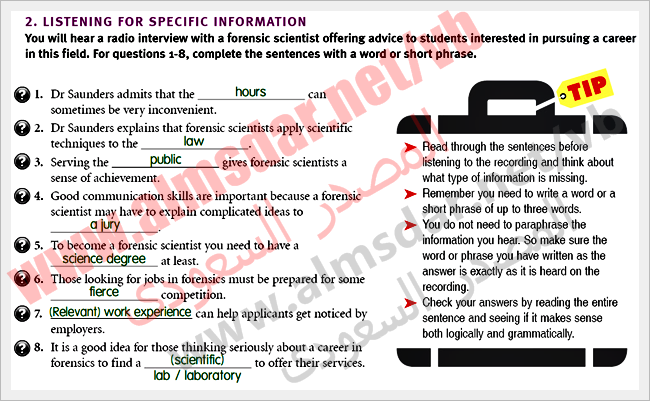 2. LISTENING FOR SPECIFIC INFORMATION
You will hear a radio interview with a forensic scientist offering advice to students interested in pursuing a career
in this field. For questions 1-8, complete the sentences with a word or short phrase.
1. Dr Saunders admits that the hours can
sometimes be very inconvenient.
2. Dr Saunders explains that forensic scientists apply scientific
techniques to the law.
3. Serving the public gives forensic scientists a
sense of achievement.
4. Good communication skills are important because a forensic
scientist may have to explain complicated ideas to
a jury.
5. To become a forensic scientist you need to have a
science degree at least.
6. Those looking for jobs in forensics must be prepared for some
fierce competition.
7. (Relevant) work experience can help applicants get noticed by
employers.
8. It is a good idea for those thinking seriously about a career in
forensics to find a (scientific) to offer their services.
lab / laboratory
TIP
Read through the sentences before
listening to the recording and think about
what type of information is missing.
Remember you need to write a word or a
short phrase of up to three words.
You do not need to paraphrase the
information you hear. So make sure the
word or phrase you have written as the
answer is exactly as it is heard on the
recording.
Check your answers by reading the entire
sentence and seeing if it makes sense
both logically and grammatically.
www.almsdar.net/vb
المصدر السعودي
www.almsdar.net/vb
المصدر السعودي